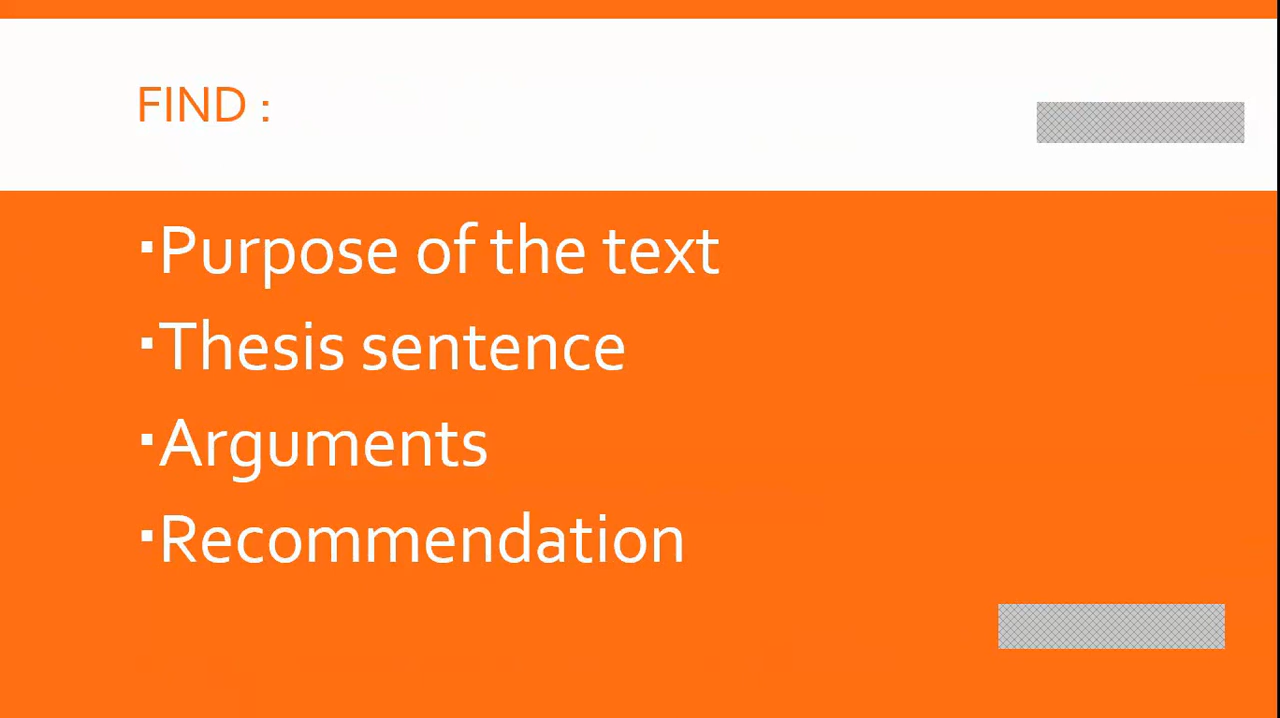 FIND :
▪Purpose of the text
▪Thesis sentence
▪Arguments
▪Recommendation